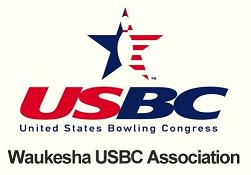 USBC
United States Bowling Congress
Waukesha USBC Association